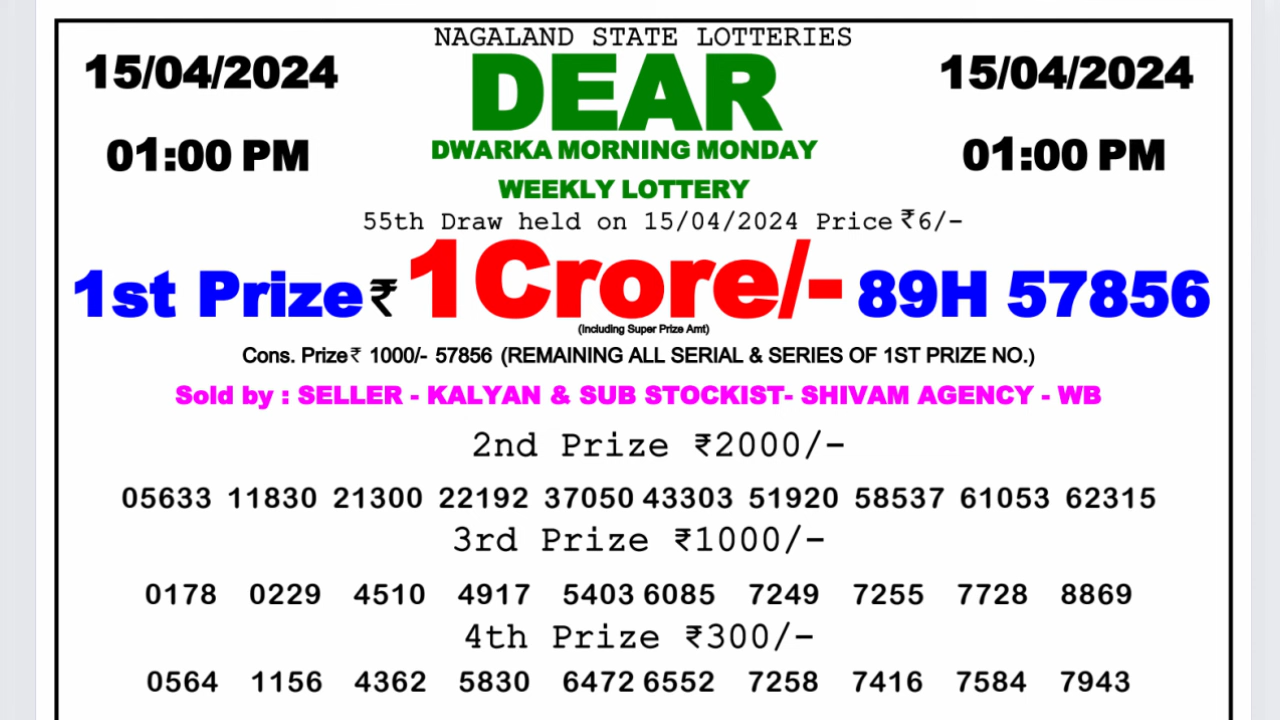 NAGALAND STATE LOTTERIES
15/04/2024 DEAR 15/04/2024
01:00 PM DWARKA MORNING MONDAY 01:00 PM
WEEKLY LOTTERY
55th Draw held on 15/04/2024 Price ₹6/-
1st Prize ₹ 1Crore/- 89H 57856
(Including Super Prize Amt)
Cons. Prize ₹ 1000/- 57856 (REMAINING ALL SERIAL & SERIES OF 1ST PRIZE NO.)
Sold by : SELLER - KALYAN & SUB STOCKIST- SHIVAM AGENCY - WB
2nd Prize ₹2000/-
05633 11830 21300 22192 37050 43303 51920 58537 61053 62315
3rd Prize ₹1000/-
0178 0229 4510 4917 5403 6085 7249 7255 7728 8869
4th Prize ₹300/-
0564 1156 4362 5830 6472 6552 7258 7416 7584 7943